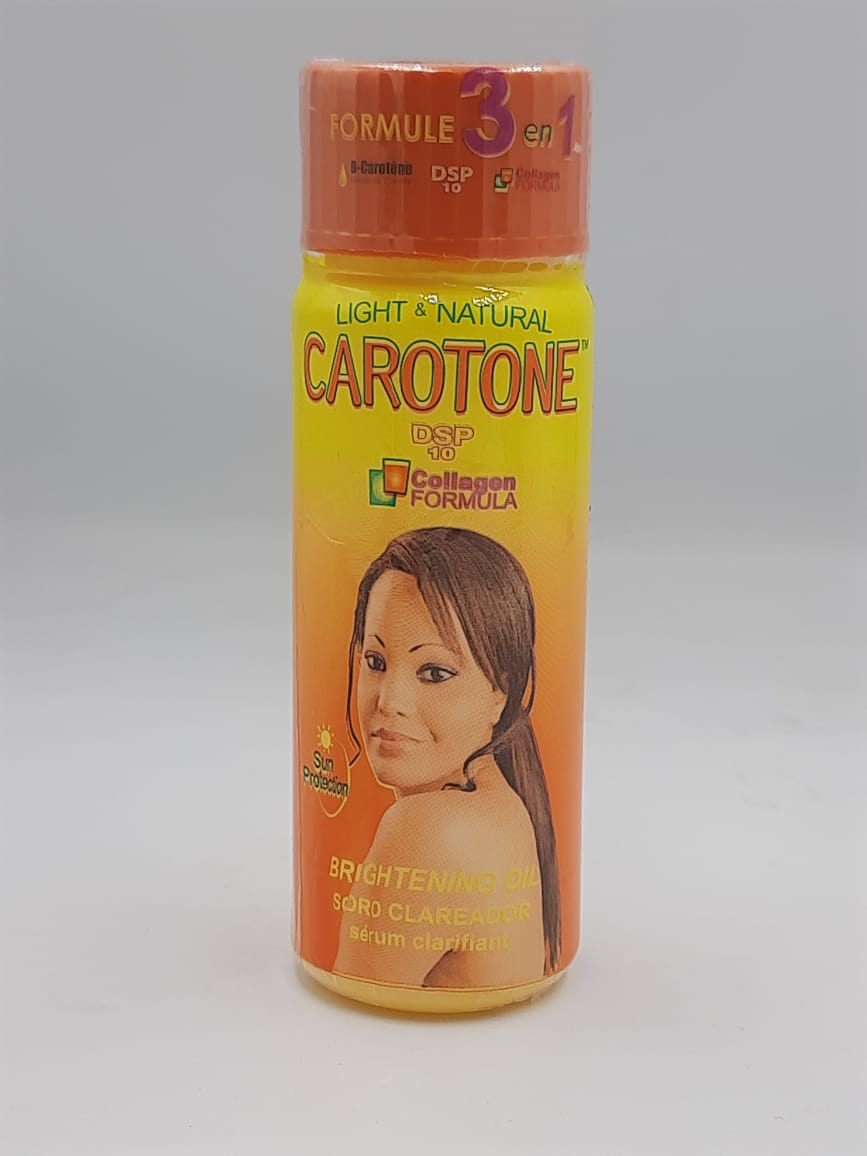 FORMULE 3 en 1
B-Carotène DSP 10 Collagen FORMULA
LIGHT & NATURAL
CAROTONE™
DSP
10
Collagen
FORMULA
Sun
Protection
BRIGHTENING OIL
SORO CLAREADOR
sérum clarifiant